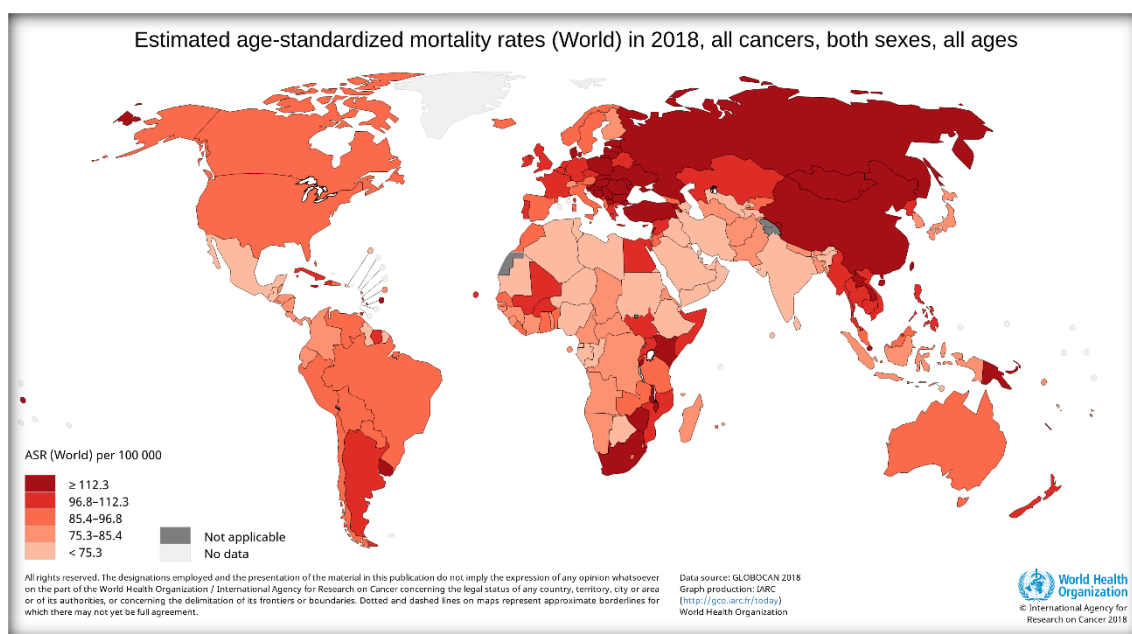 Estimated age-standardized mortality rates (World) in 2018, all cancers, both sexes, all ages
ASR (World) per 100 000
≥ 112.3
96.8–112.3
85.4–96.8
75.3–85.4
< 75.3
Not applicable
No data
All rights reserved. The designations employed and the presentation of the material in this publication do not imply the expression of any opinion whatsoever
on the part of the World Health Organization / International Agency for Research on Cancer concerning the legal status of any country, territory, city or area
or of its authorities, or concerning the delimitation of its frontiers or boundaries. Dotted and dashed lines on maps represent approximate borderlines for
which there may not yet be full agreement.
Data source: GLOBOCAN 2018
Graph production: IARC
(http://gco.iarc.fr/today)
World Health Organization
World Health
Organization
© International Agency for
Research on Cancer 2018